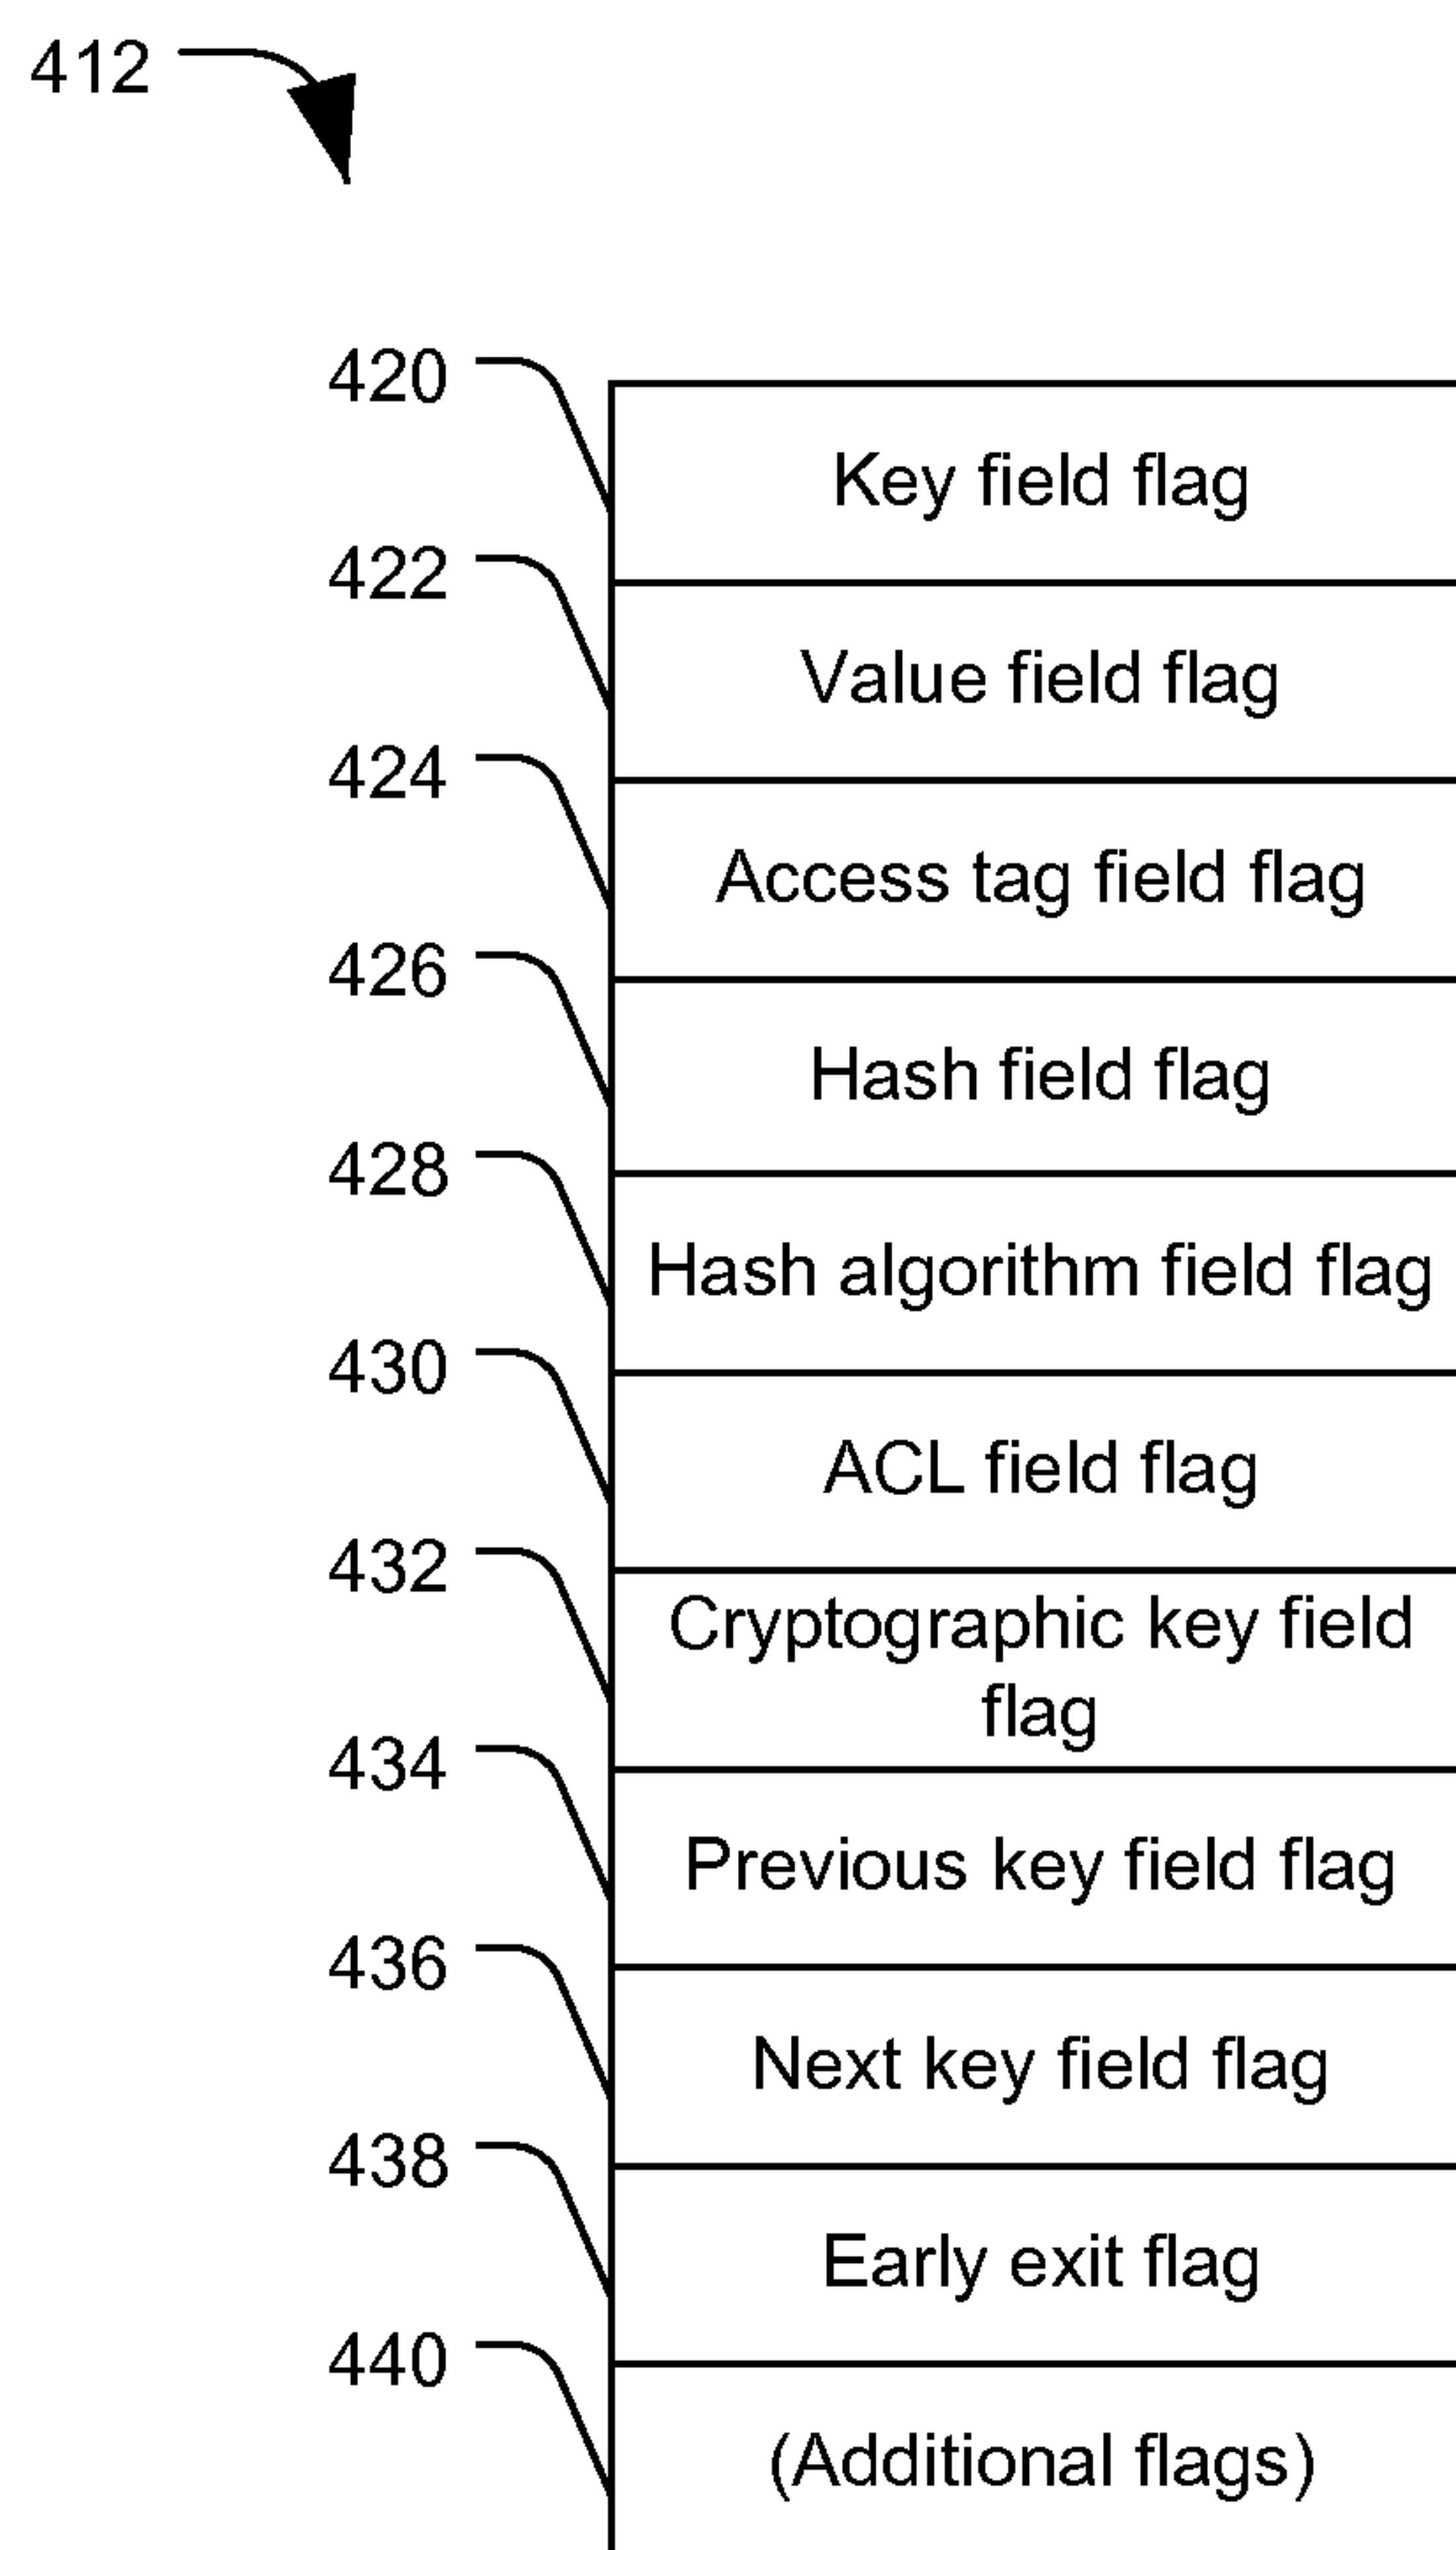 412
420
Key field flag
422
Value field flag
424
Access tag field flag
426
Hash field flag
428
Hash algorithm field flag
430
ACL field flag
432
Cryptographic key field
flag
434
Previous key field flag
436
Next key field flag
438
Early exit flag
440
(Additional flags)